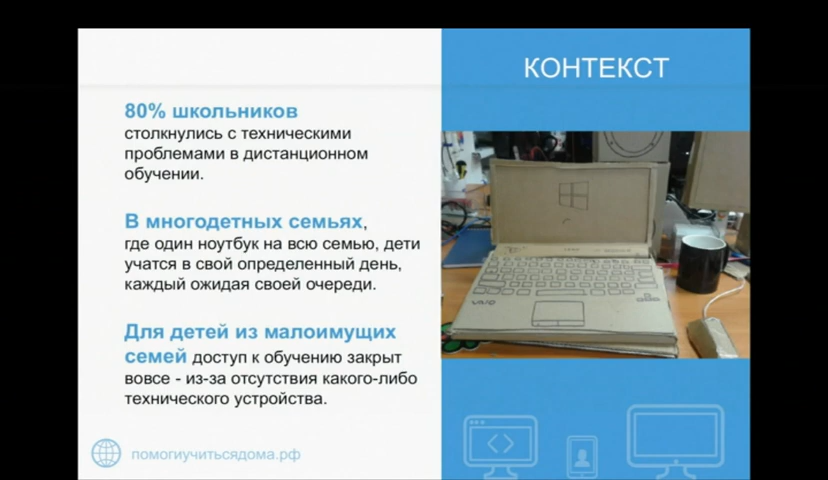 КОНТЕКСТ
80% школьников
столкнулись с техническими
проблемами в дистанционном
обучении.
В многодетных семьях,
где один ноутбук на всю семью, дети
учатся в свой определенный день,
каждый ожидая своей очереди.
Для детей из малоимущих
семей доступ к обучению закрыт
вовсе - из-за отсутствия какого-либо
технического устройства.
помогиучитьсядома.рф
VAIO